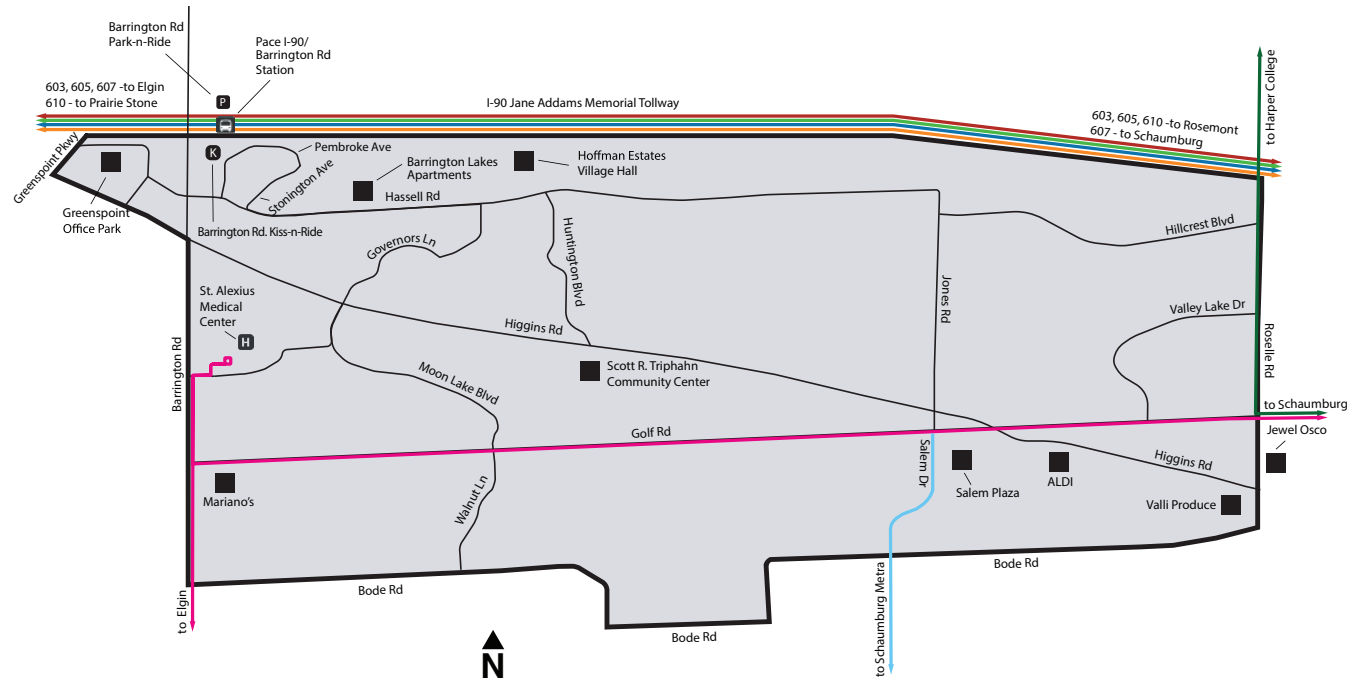 Barrington Rd
Park-n-Ride
Pace I-90/
Barrington Rd
Station
603, 605, 607 -to Elgin
610 - to Prairie Stone
P
I-90 Jane Addams Memorial Tollway
603, 605, 610 -to Rosemont
607 - to Schaumburg
to Harper College
Greenspoint Pkwy
K
Pembroke Ave
Stonington Ave
Barrington Lakes
Apartments
Hoffman Estates
Village Hall
Hassell Rd
Greenspoint
Office Park
Barrington Rd. Kiss-n-Ride
Governors Ln
Huntington Blvd
Hillcrest Blvd
St. Alexius
Medical
Center
H
Jones Rd
Valley Lake Dr
Higgins Rd
Barrington Rd
Roselle Rd
Scott R. Triphahn
Community Center
Moon Lake Blvd
to Schaumburg
Golf Rd
Jewel Osco
Salem Dr
Higgins Rd
Mariano's
Walnut Ln
Salem Plaza
ALDI
Valli Produce
Bode Rd
Bode Rd
to Elgin
to Schaumburg Metra
Bode Rd
N